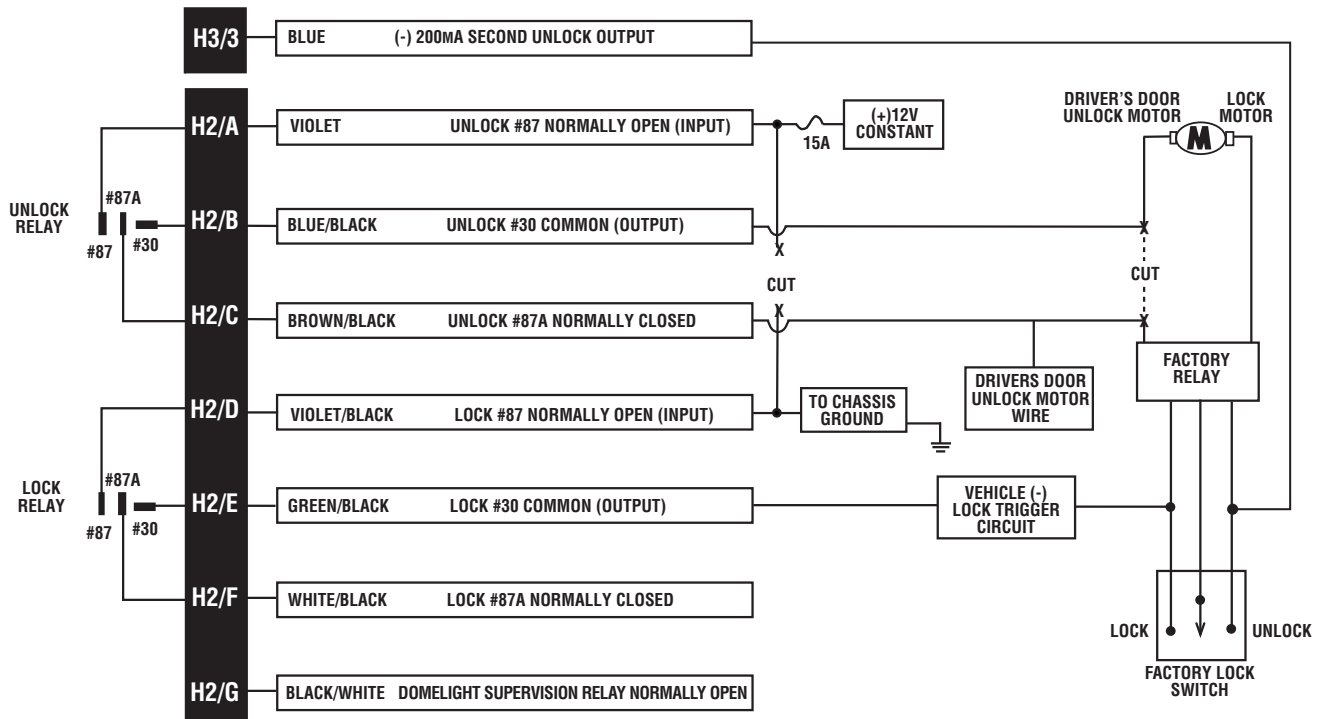 H3/3 BLUE (-) 200MA SECOND UNLOCK OUTPUT
H2/A VIOLET UNLOCK #87 NORMALLY OPEN (INPUT)
15A
(+)12V
CONSTANT
DRIVER'S DOOR
UNLOCK MOTOR
LOCK
MOTOR
M
UNLOCK
RELAY
#87A
#87
#30
H2/B BLUE/BLACK UNLOCK #30 COMMON (OUTPUT)
X
X
CUT
X
CUT
X
H2/C BROWN/BLACK UNLOCK #87A NORMALLY CLOSED
FACTORY
RELAY
DRIVERS DOOR
UNLOCK MOTOR
WIRE
H2/D VIOLET/BLACK LOCK #87 NORMALLY OPEN (INPUT)
TO CHASSIS
GROUND
LOCK
RELAY
#87A
#87
#30
H2/E GREEN/BLACK LOCK #30 COMMON (OUTPUT)
VEHICLE (-)
LOCK TRIGGER
CIRCUIT
H2/F WHITE/BLACK LOCK #87A NORMALLY CLOSED
LOCK
UNLOCK
FACTORY LOCK
SWITCH
H2/G BLACK/WHITE DOMELIGHT SUPERVISION RELAY NORMALLY OPEN